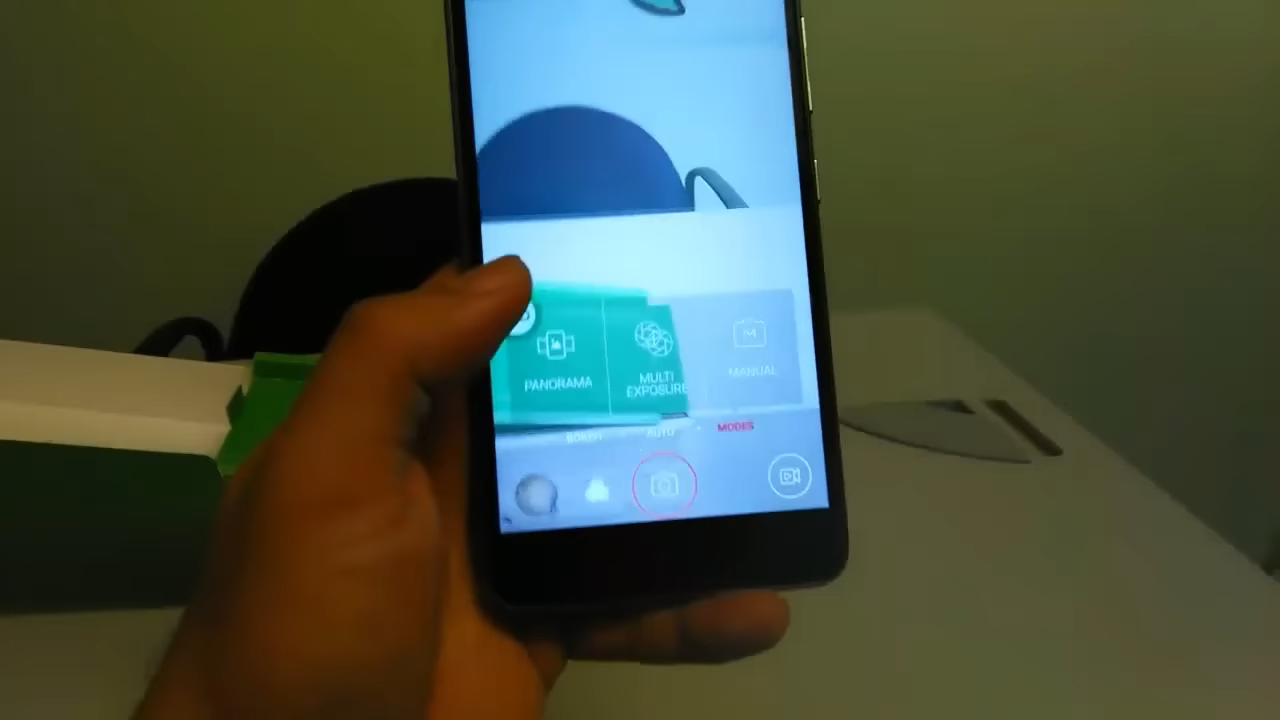 PANORAMA
MULTI
EXPOSURE
MANUAL
BOKEH
AUTO
MODES